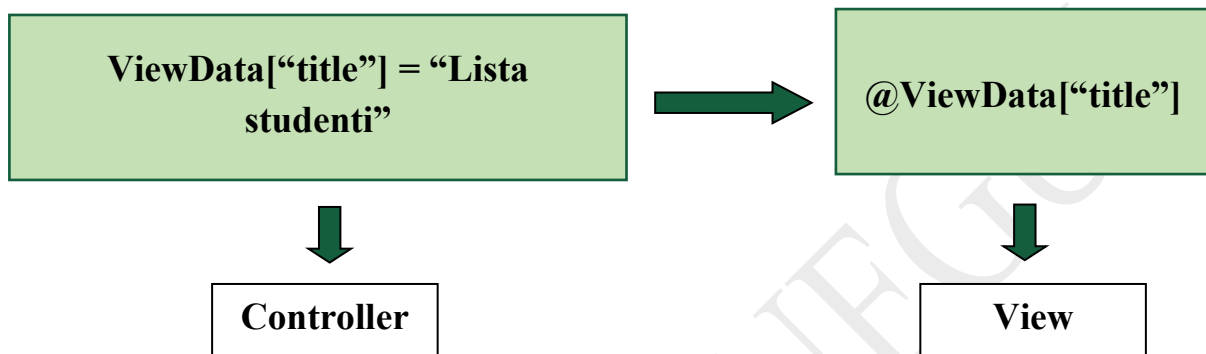 ViewData[“title”] = “Lista
studenti”
@ViewData[“title”]
Controller
View